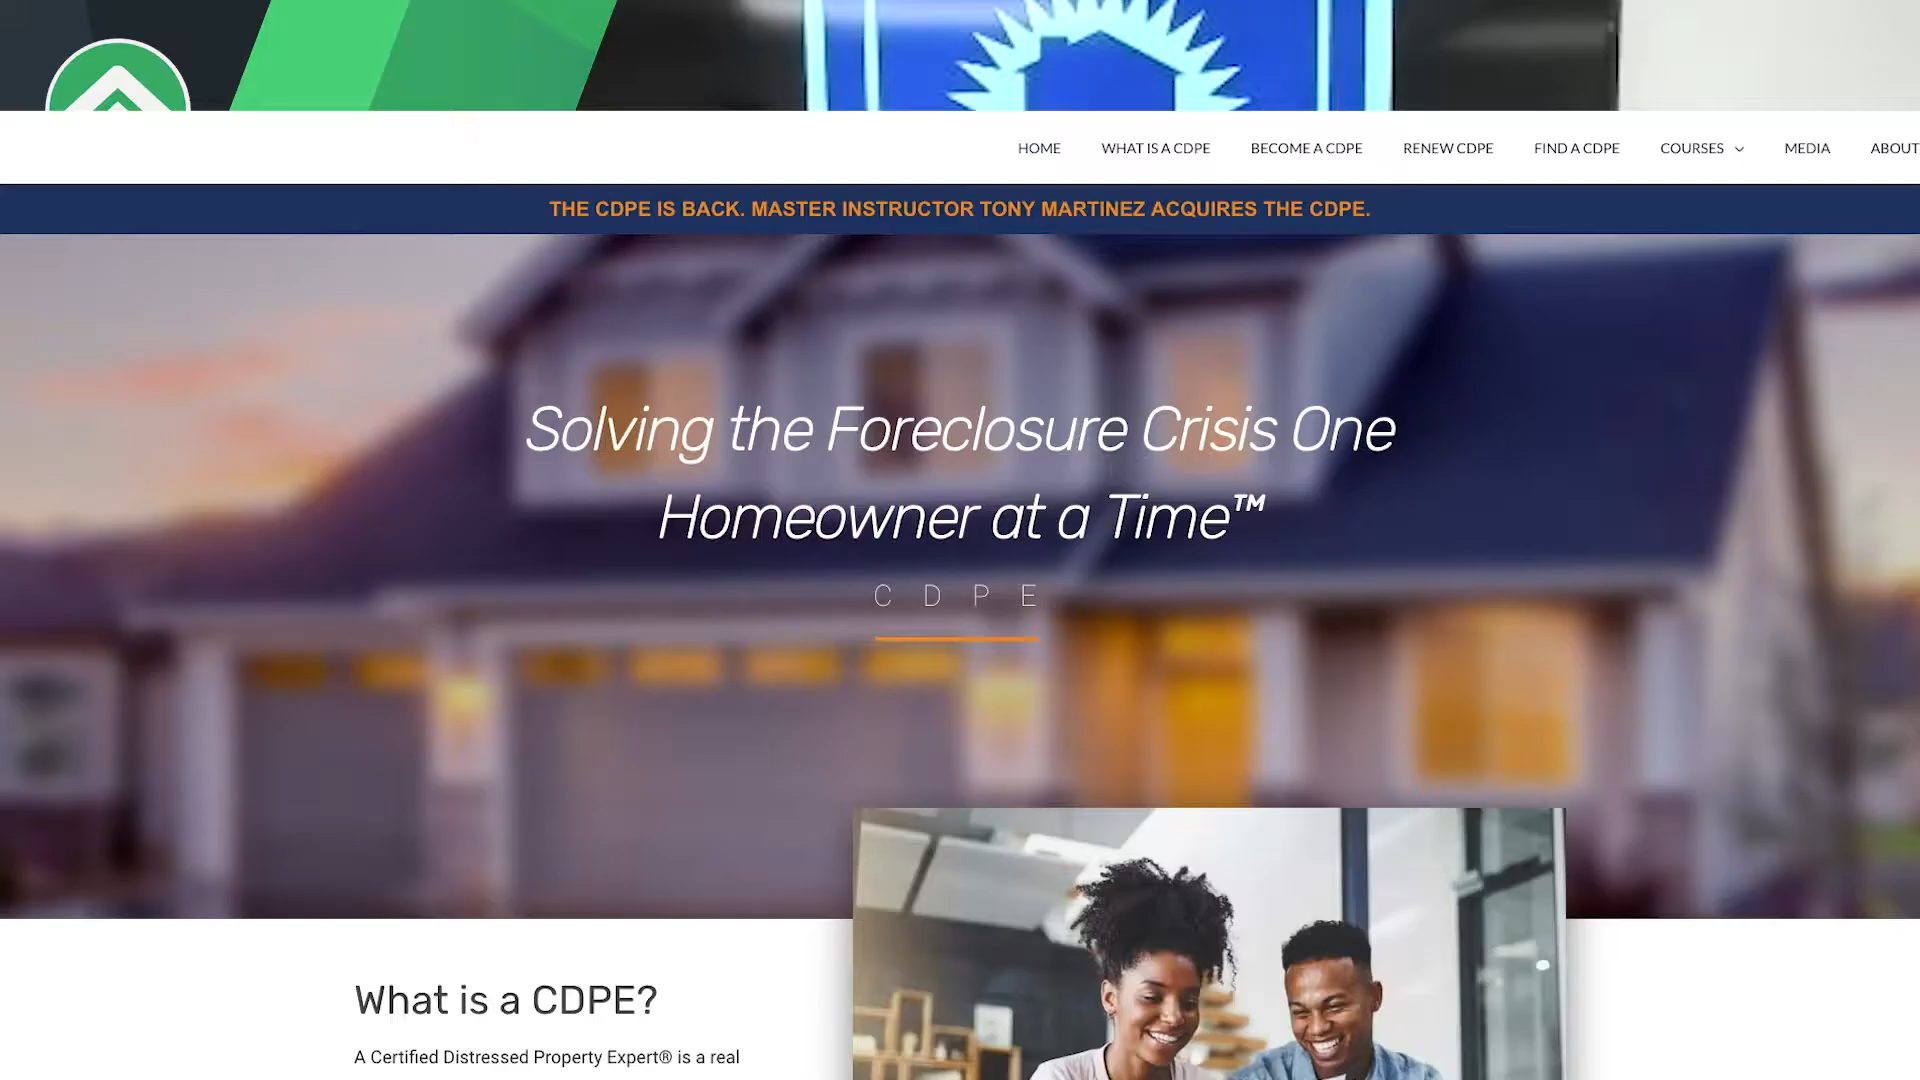 HOME WHAT IS A CDPE BECOME A CDPE RENEW CDPE FIND A CDPE COURSES MEDIA ABOUT
THE CDPE IS BACK. MASTER INSTRUCTOR TONY MARTINEZ ACQUIRES THE CDPE.
Solving the Foreclosure Crisis One
Homeowner at a Time™
CDPE
What is a CDPE?
A Certified Distressed Property Expert® is a real